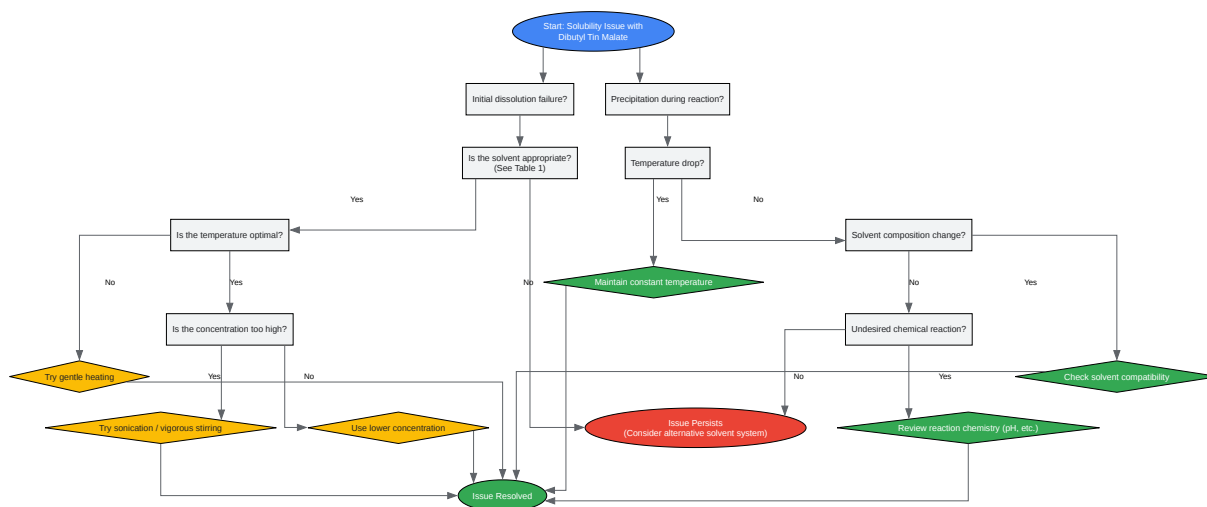 Start: Solubility Issue with
Dibutyl Tin Malate
Initial dissolution failure?
Precipitation during reaction?
Is the solvent appropriate?
(See Table 1)
Temperature drop?
Yes
Yes
No
Is the temperature optimal?
Solvent composition change?
No
Yes
No
Maintain constant temperature
No
Yes
Is the concentration too high?
Undesired chemical reaction?
Try gentle heating
Yes
No
No
Yes
Check solvent compatibility
Try sonication / vigorous stirring
Use lower concentration
Issue Persists
(Consider alternative solvent system)
Review reaction chemistry (pH, etc.)
Issue Resolved